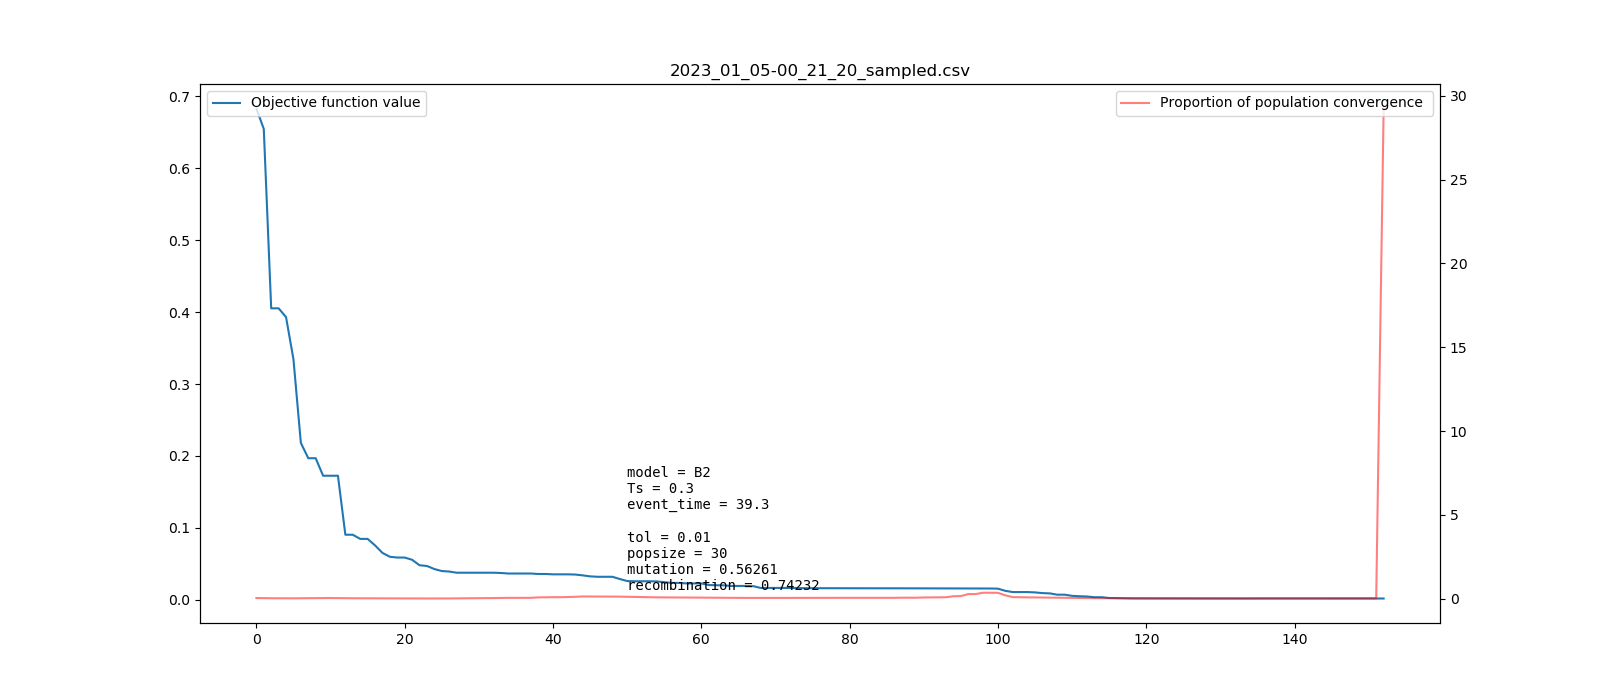 2023_01_05-00_21_20_sampled.csv
Objective function value
Proportion of population convergence
0.7
0.6
0.5
0.4
0.3
0.2
0.1
0.0
30
25
20
15
10
5
0
model = B2
Ts = 0.3
event_time = 39.3
tol = 0.01
popsize = 30
mutation = 0.56261
recombination = 0.74232
0 20 40 60 80 100 120 140